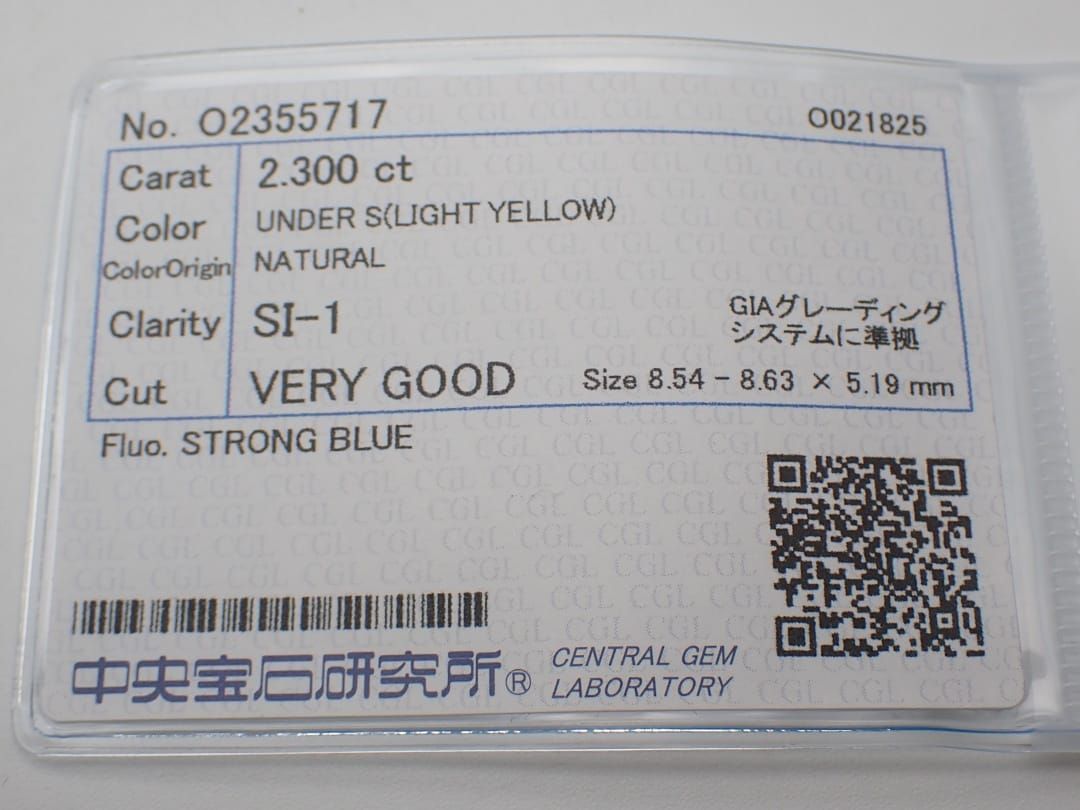 No. O2355717
O021825
Carat 2.300 ct
Color UNDER S(LIGHT YELLOW)
ColorOrigin NATURAL
Clarity SI-1
GIAグレーディング
システムに準拠
Cut VERY GOOD
Size 8.54 - 8.63 × 5.19 mm
Fluo. STRONG BLUE
中央宝石研究所®
CENTRAL GEM
LABORATORY